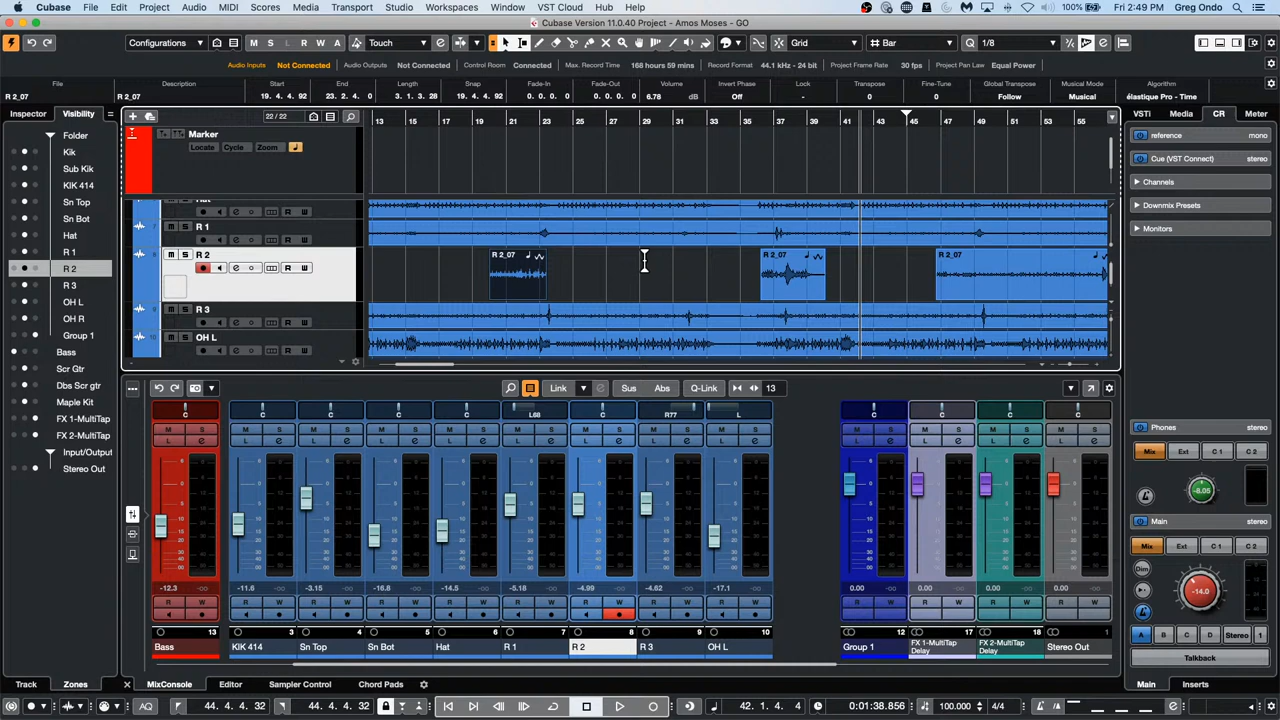 Cubase File Edit Project Audio MIDI Scores Media Transport Studio Workspaces Window VST Cloud Hub Help 100% Fri 2:49 PM Greg Ondo
Cubase Version 11.0.40 Project - Amos Moses - GO
Configurations M S L R W A Touch Grid Bar Q 1/8
Audio Inputs Not Connected Audio Outputs Not Connected Control Room Connected Max. Record Time 168 hours 59 mins Record Format 44.1 kHz - 24 bit Project Frame Rate 30 fps Project Pan Law Equal Power
File Description Start End Length Snap Fade-In Fade-Out Volume Invert Phase Lock Transpose Fine-Tune Global Transpose Musical Mode Algorithm
R 2_07 R 2_07 19. 4. 4. 92 22. 4. 4. 120 3. 1. 3. 28 19. 4. 4. 92 0. 0. 0. 0 0. 0. 0. 0 6.78 dB Off - 0 0 Follow Musical élastique Pro - Time
Inspector Visibility
22 / 22
13 15 17 19 21 23 25 27 29 31 33 35 37 39 41 43 45 47 49 51 53 55
VSTi Media CR Meter
Folder
Kik
Sub Kik
KIK 414
Sn Top
Sn Bot
Hat
R 1
R 2
R 3
OH L
OH R
Group 1
Bass
Scr Gtr
Dbs Scr gtr
Maple Kit
FX 1-MultiTap
FX 2-MultiTap
Input/Output
Stereo Out
Marker
Locate Cycle Zoom
Hat
7 R 1
8 R 2
R 2_07 R 2_07 R 2_07
9 R 3
10 OH L
reference mono
Cue (VST Connect) stereo
Channels
Downmix Presets
Monitors
Link Sus Abs Q-Link 13
C C C C C L68 C R77 L C C C C
-12.3 -11.6 -3.15 -16.8 -14.5 -5.18 -4.99 -4.62 -17.1 0.00 0.00 0.00 0.00
13 3 4 5 6 7 8 9 10 12 17 18 1
Bass KIK 414 Sn Top Sn Bot Hat R 1 R 2 R 3 OH L Group 1 FX 1-MultiTap Delay FX 2-MultiTap Delay Stereo Out
Phones stereo
Mix Ext C 1 C 2
-8.05
Main stereo
Mix Ext C 1 C 2
Dim
-14.0
A B C D Stereo 1
Talkback
Track Zones MixConsole Editor Sampler Control Chord Pads Main Inserts
AQ 44. 4. 4. 32 44. 4. 4. 32 42. 1. 4. 4 0:01:38.856 100.000 4/4